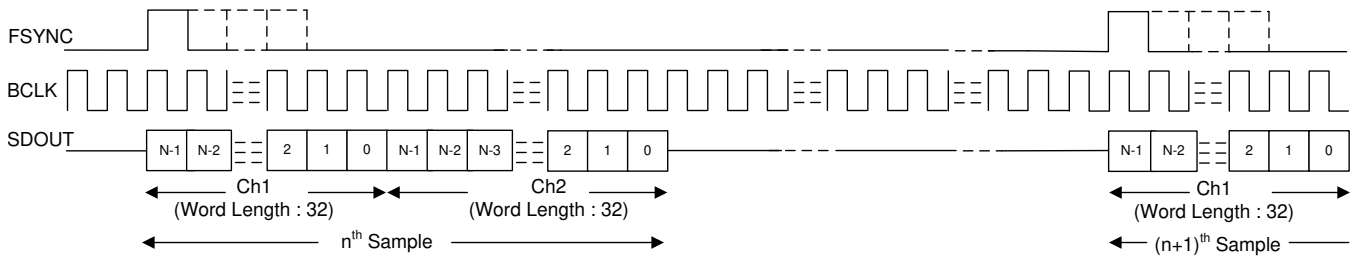 FSYNC
BCLK
SDOUT
N-1 N-2 2 1 0 N-1 N-2 N-3 2 1 0 N-1 N-2 2 1 0
Ch1 Ch2 Ch1
(Word Length : 32) (Word Length : 32) (Word Length : 32)
nth Sample (n+1)th Sample